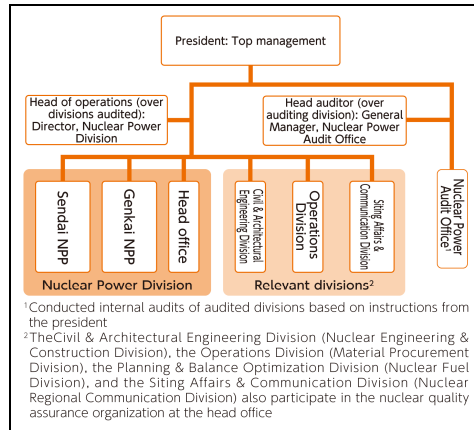 President: Top management
Head of operations (over
divisions audited):
Director, Nuclear Power
Division
Head auditor (over
auditing division): General
Manager, Nuclear Power
Audit Office
Sendai NPP
Genkai NPP
Head office
Civil & Architectural
Engineering Division
Operations
Division
Siting Affairs &
Communication Division
Nuclear Power
Audit Office¹
Nuclear Power Division
Relevant divisions²
¹Conducted internal audits of audited divisions based on instructions from
the president
²TheCivil & Architectural Engineering Division (Nuclear Engineering &
Construction Division), the Operations Division (Material Procurement
Division), the Planning & Balance Optimization Division (Nuclear Fuel
Division), and the Siting Affairs & Communication Division (Nuclear
Regional Communication Division) also participate in the nuclear quality
assurance organization at the head office